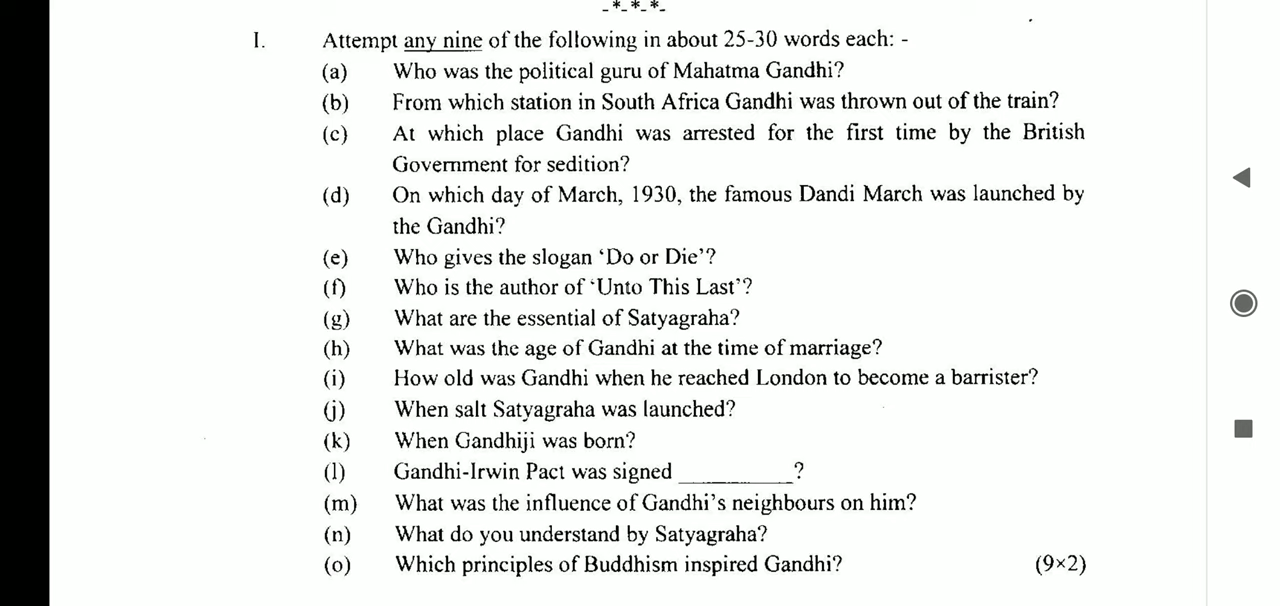 -*-*-*-
I. Attempt any nine of the following in about 25-30 words each: -
(a) Who was the political guru of Mahatma Gandhi?
(b) From which station in South Africa Gandhi was thrown out of the train?
(c) At which place Gandhi was arrested for the first time by the British
Government for sedition?
(d) On which day of March, 1930, the famous Dandi March was launched by
the Gandhi?
(e) Who gives the slogan ‘Do or Die’?
(f) Who is the author of ‘Unto This Last’?
(g) What are the essential of Satyagraha?
(h) What was the age of Gandhi at the time of marriage?
(i) How old was Gandhi when he reached London to become a barrister?
(j) When salt Satyagraha was launched?
(k) When Gandhiji was born?
(l) Gandhi-Irwin Pact was signed __________?
(m) What was the influence of Gandhi’s neighbours on him?
(n) What do you understand by Satyagraha?
(o) Which principles of Buddhism inspired Gandhi? (9×2)